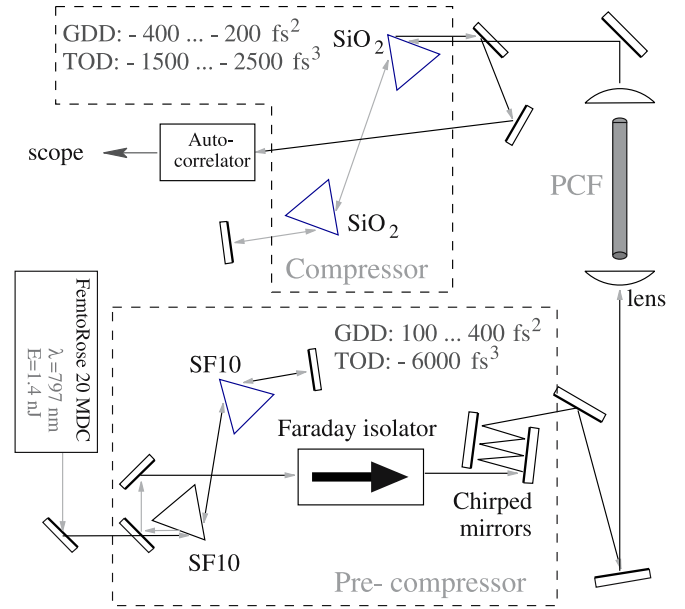 GDD: - 400 ... - 200 fs²
TOD: - 1500 ... - 2500 fs³
SiO₂
Auto-
correlator
scope
PCF
SiO₂
Compressor
lens
FemtoRose 20 MDC
λ=797 nm
E=1.4 nJ
GDD: 100 ... 400 fs²
TOD: - 6000 fs³
SF10
Faraday isolator
Chirped
mirrors
SF10
Pre- compressor